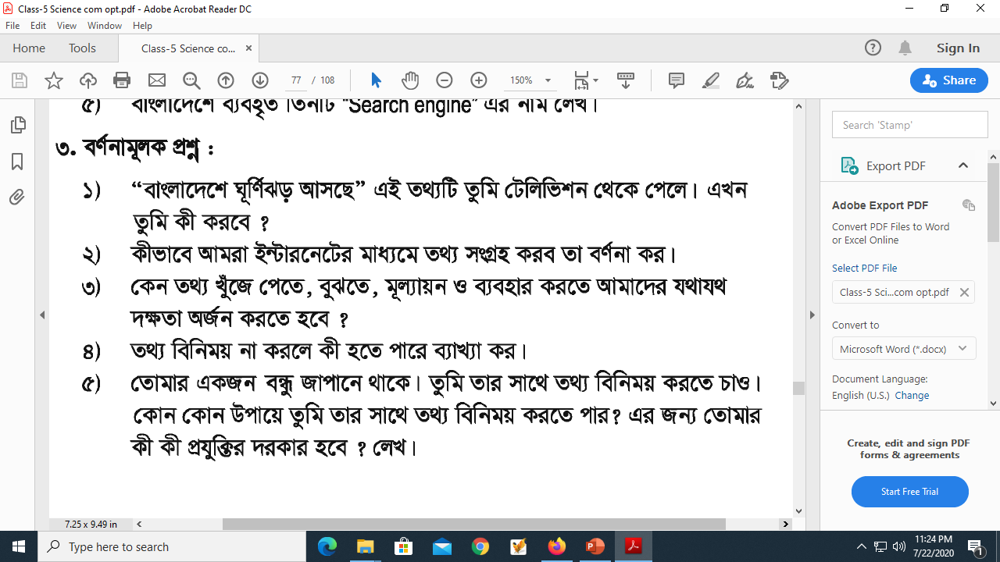 Class-5 Science com opt.pdf - Adobe Acrobat Reader DC
File Edit View Window Help
Home Tools Class-5 Science co... × Sign In
77 / 108 150% Share
৫) বাংলাদেশে ব্যবহৃত তিনটি “Search engine” এর নাম লেখ।
৩. বর্ণনামূলক প্রশ্ন :
১) “বাংলাদেশে ঘূর্ণিঝড় আসছে” এই তথ্যটি তুমি টেলিভিশন থেকে পেলে। এখন
তুমি কী করবে ?
২) কীভাবে আমরা ইন্টারনেটের মাধ্যমে তথ্য সংগ্রহ করব তা বর্ণনা কর।
৩) কেন তথ্য খুঁজে পেতে, বুঝতে, মূল্যায়ন ও ব্যবহার করতে আমাদের যথাযথ
দক্ষতা অর্জন করতে হবে ?
৪) তথ্য বিনিময় না করলে কী হতে পারে ব্যাখ্যা কর।
৫) তোমার একজন বন্ধু জাপানে থাকে। তুমি তার সাথে তথ্য বিনিময় করতে চাও।
কোন কোন উপায়ে তুমি তার সাথে তথ্য বিনিময় করতে পার? এর জন্য তোমার
কী কী প্রযুক্তির দরকার হবে ? লেখ।
7.25 x 9.49 in
Search 'Stamp'
Export PDF
Adobe Export PDF
Convert PDF Files to Word
or Excel Online
Select PDF File
Class-5 Sci...com opt.pdf
Convert to
Microsoft Word (*.docx)
Document Language:
English (U.S.) Change
Create, edit and sign PDF
forms & agreements
Start Free Trial
Type here to search
11:24 PM
7/22/2020
1